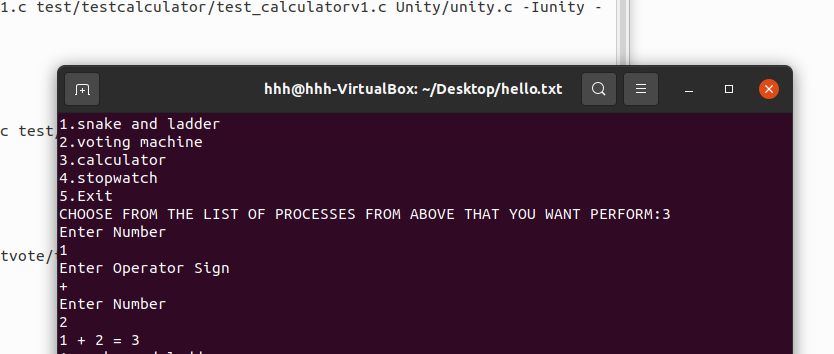 1.c test/testcalculator/test_calculatorv1.c Unity/unity.c -Iunity -
hhh@hhh-VirtualBox: ~/Desktop/hello.txt
c test/
1.snake and ladder
2.voting machine
3.calculator
4.stopwatch
5.Exit
CHOOSE FROM THE LIST OF PROCESSES FROM ABOVE THAT YOU WANT PERFORM:3
Enter Number
1
Enter Operator Sign
+
tvote/
Enter Number
2
1 + 2 = 3